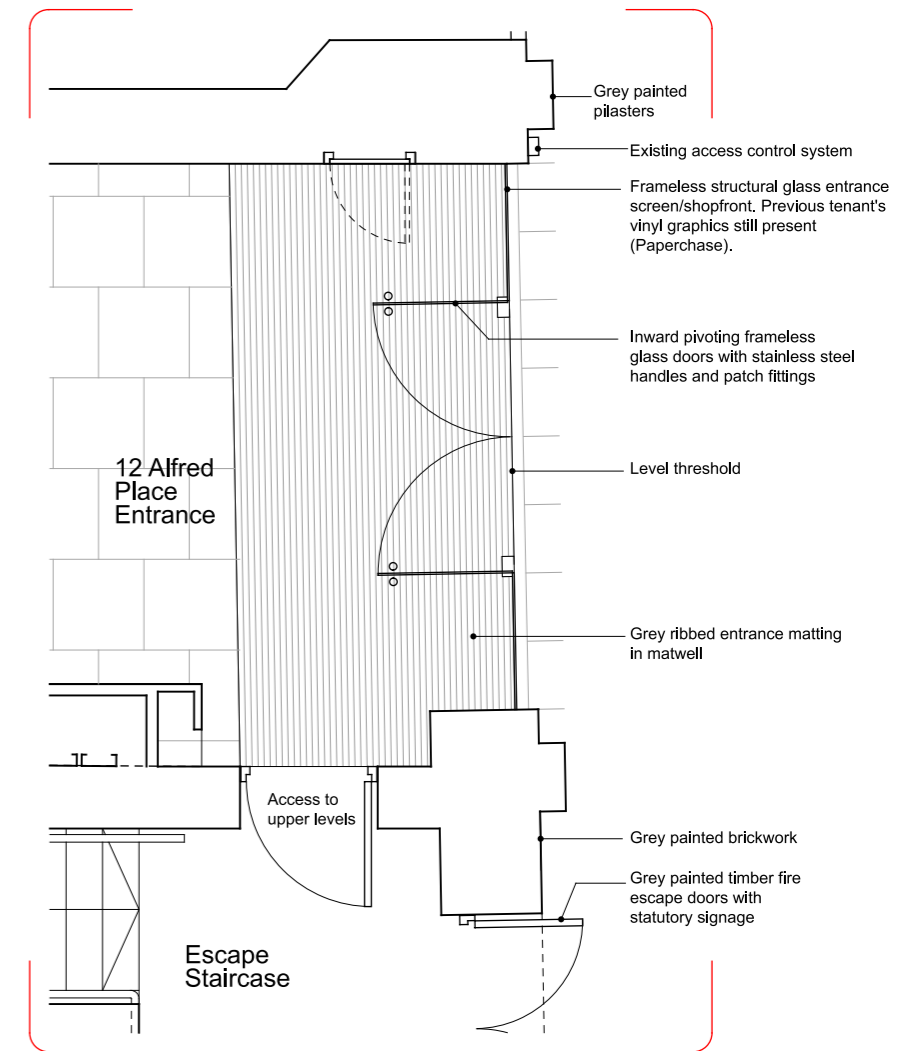 Grey painted
pilasters
Existing access control system
Frameless structural glass entrance
screen/shopfront. Previous tenant's
vinyl graphics still present
(Paperchase).
Inward pivoting frameless
glass doors with stainless steel
handles and patch fittings
12 Alfred
Place
Entrance
Level threshold
Grey ribbed entrance matting
in matwell
Access to
upper levels
Grey painted brickwork
Grey painted timber fire
escape doors with
statutory signage
Escape
Staircase